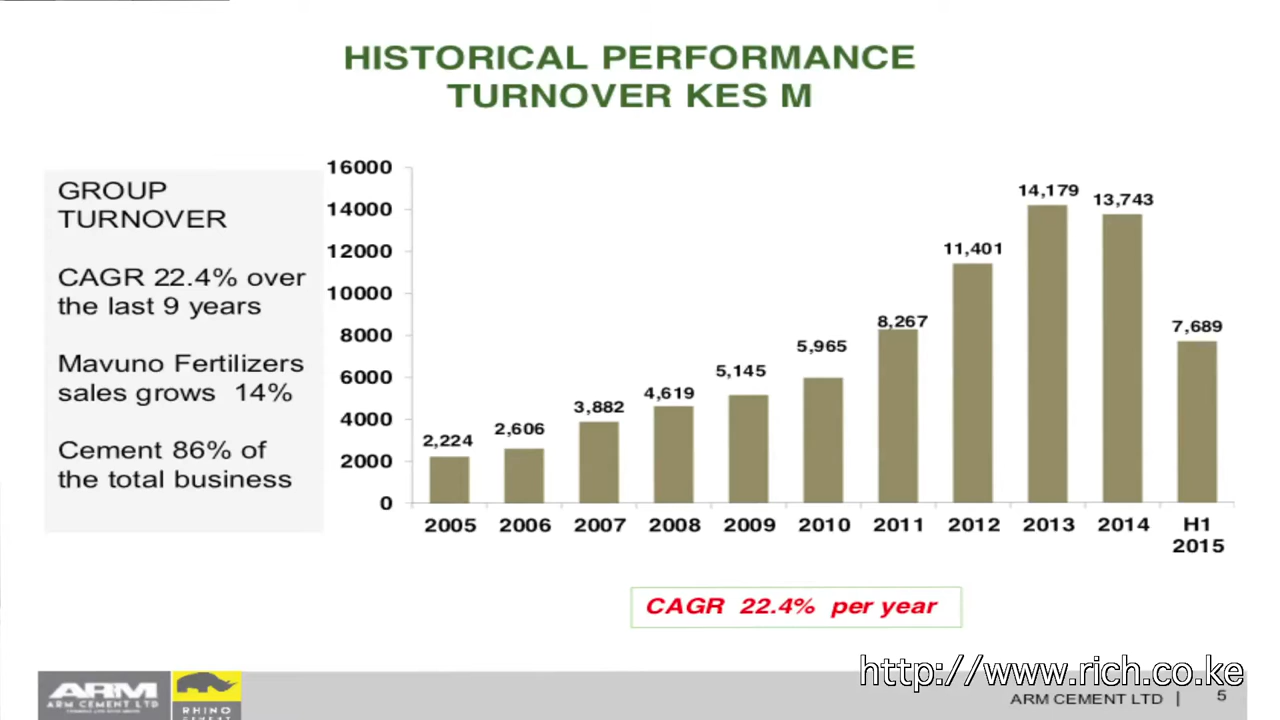 HISTORICAL PERFORMANCE
TURNOVER KES M
GROUP
TURNOVER
CAGR 22.4% over
the last 9 years
Mavuno Fertilizers
sales grows 14%
Cement 86% of
the total business
16000
14000
12000
10000
8000
6000
4000
2000
0
2,224
2,606
3,882
4,619
5,145
5,965
8,267
11,401
14,179
13,743
7,689
2005 2006 2007 2008 2009 2010 2011 2012 2013 2014 H1
2015
CAGR 22.4% per year
http://www.rich.co.ke
ARM
ARM CEMENT LTD
RHINO
CEMENT
ARM CEMENT LTD | 5